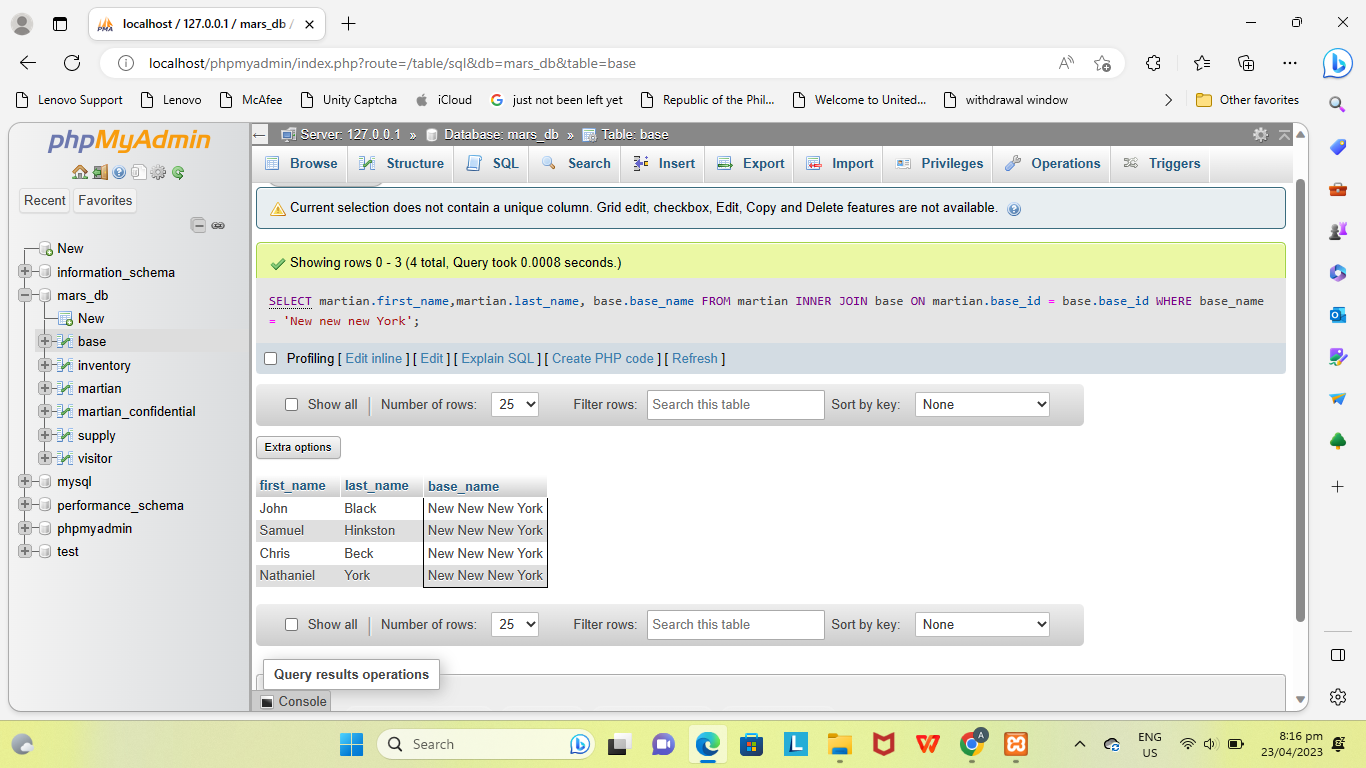 localhost / 127.0.0.1 / mars_db /
localhost/phpmyadmin/index.php?route=/table/sql&db=mars_db&table=base
Lenovo Support
Lenovo
McAfee
Unity Captcha
iCloud
just not been left yet
Republic of the Phil...
Welcome to United...
withdrawal window
Other favorites
phpMyAdmin
Recent
Favorites
New
information_schema
mars_db
New
base
inventory
martian
martian_confidential
supply
visitor
mysql
performance_schema
phpmyadmin
test
Server: 127.0.0.1 » Database: mars_db » Table: base
Browse
Structure
SQL
Search
Insert
Export
Import
Privileges
Operations
Triggers
Current selection does not contain a unique column. Grid edit, checkbox, Edit, Copy and Delete features are not available.
Showing rows 0 - 3 (4 total, Query took 0.0008 seconds.)
SELECT martian.first_name,martian.last_name, base.base_name FROM martian INNER JOIN base ON martian.base_id = base.base_id WHERE base_name
= 'New new new York';
Profiling [ Edit inline ] [ Edit ] [ Explain SQL ] [ Create PHP code ] [ Refresh ]
Show all | Number of rows: 25 Filter rows: Search this table Sort by key: None
Extra options
first_name last_name base_name
John Black New New New York
Samuel Hinkston New New New York
Chris Beck New New New York
Nathaniel York New New New York
Show all | Number of rows: 25 Filter rows: Search this table Sort by key: None
Query results operations
Console
Search
ENG
US
8:16 pm
23/04/2023